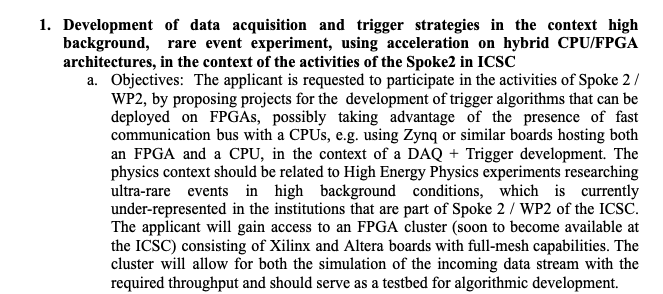 1. Development of data acquisition and trigger strategies in the context high
background, rare event experiment, using acceleration on hybrid CPU/FPGA
architectures, in the context of the activities of the Spoke2 in ICSC
a. Objectives: The applicant is requested to participate in the activities of Spoke 2 /
WP2, by proposing projects for the development of trigger algorithms that can be
deployed on FPGAs, possibly taking advantage of the presence of fast
communication bus with a CPUs, e.g. using Zynq or similar boards hosting both
an FPGA and a CPU, in the context of a DAQ + Trigger development. The
physics context should be related to High Energy Physics experiments researching
ultra-rare events in high background conditions, which is currently
under-represented in the institutions that are part of Spoke 2 / WP2 of the ICSC.
The applicant will gain access to an FPGA cluster (soon to become available at
the ICSC) consisting of Xilinx and Altera boards with full-mesh capabilities. The
cluster will allow for both the simulation of the incoming data stream with the
required throughput and should serve as a testbed for algorithmic development.